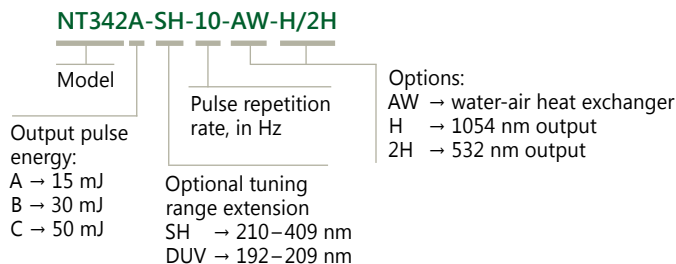 NT342A-SH-10-AW-H/2H
Model
Output pulse
energy:
A → 15 mJ
B → 30 mJ
C → 50 mJ
Optional tuning
range extension
SH → 210–409 nm
DUV → 192–209 nm
Pulse repetition
rate, in Hz
Options:
AW → water-air heat exchanger
H → 1054 nm output
2H → 532 nm output